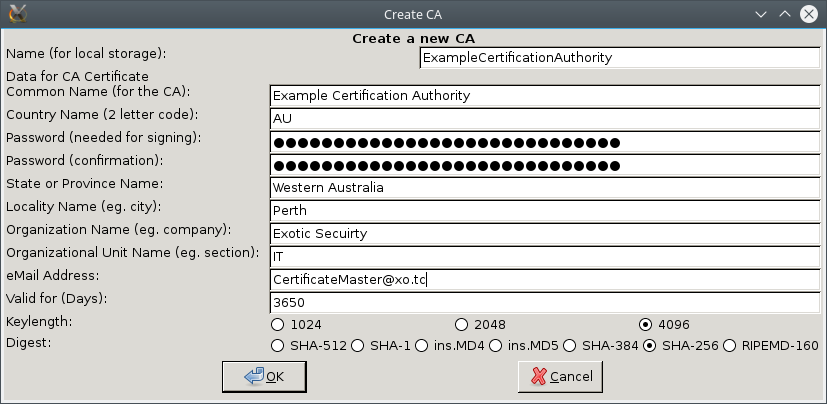 Create CA
Create a new CA
Name (for local storage): ExampleCertificationAuthority
Data for CA Certificate
Common Name (for the CA): Example Certification Authority
Country Name (2 letter code): AU
Password (needed for signing): ●●●●●●●●●●●●●●●●●●●●●●●●●●●●●●
Password (confirmation): ●●●●●●●●●●●●●●●●●●●●●●●●●●●●●●
State or Province Name: Western Australia
Locality Name (eg. city): Perth
Organization Name (eg. company): Exotic Secuirty
Organizational Unit Name (eg. section): IT
eMail Address: CertificateMaster@xo.tc
Valid for (Days): 3650
Keylength: 1024 2048 4096
Digest: SHA-512 SHA-1 ins.MD4 ins.MD5 SHA-384 SHA-256 RIPEMD-160
OK Cancel